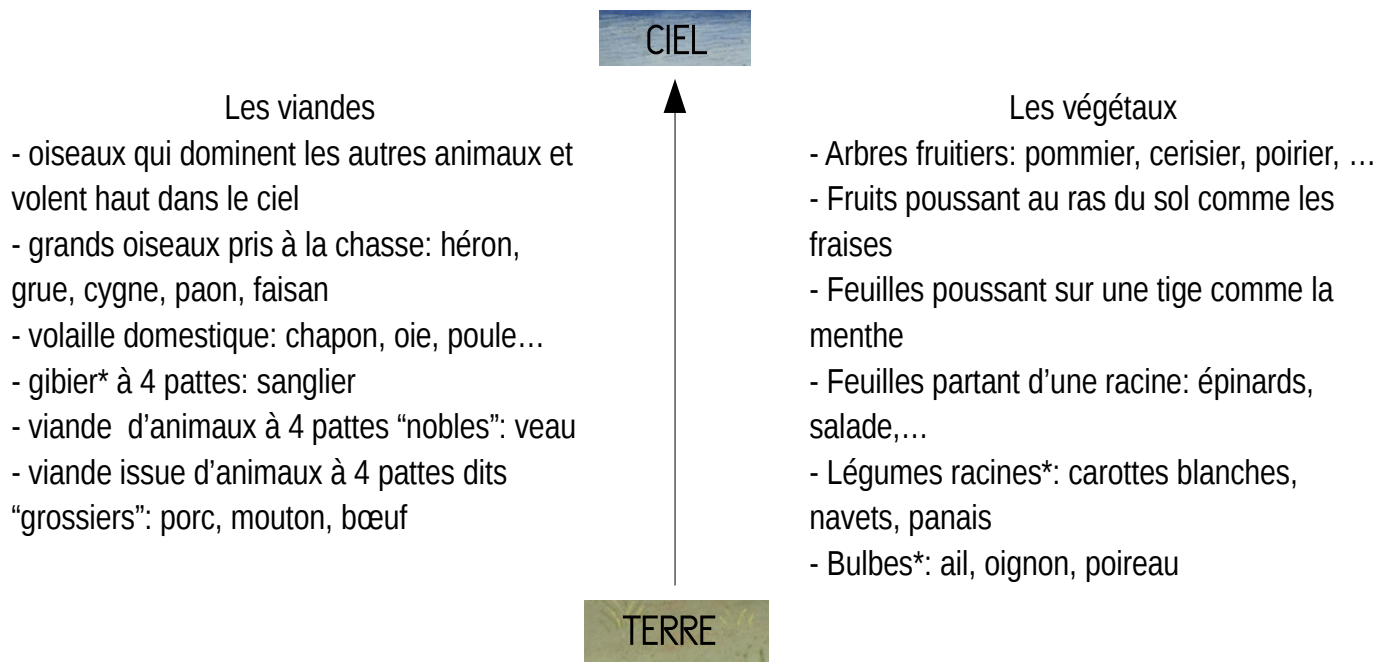 CIEL
Les viandes
- oiseaux qui dominent les autres animaux et
volent haut dans le ciel
- grands oiseaux pris à la chasse: héron,
grue, cygne, paon, faisan
- volaille domestique: chapon, oie, poule…
- gibier* à 4 pattes: sanglier
- viande  d’animaux à 4 pattes “nobles”: veau
- viande issue d’animaux à 4 pattes dits
“grossiers”: porc, mouton, bœuf
Les végétaux
- Arbres fruitiers: pommier, cerisier, poirier, …
- Fruits poussant au ras du sol comme les
fraises
- Feuilles poussant sur une tige comme la
menthe
- Feuilles partant d’une racine: épinards,
salade,…
- Légumes racines*: carottes blanches,
navets, panais
- Bulbes*: ail, oignon, poireau
TERRE